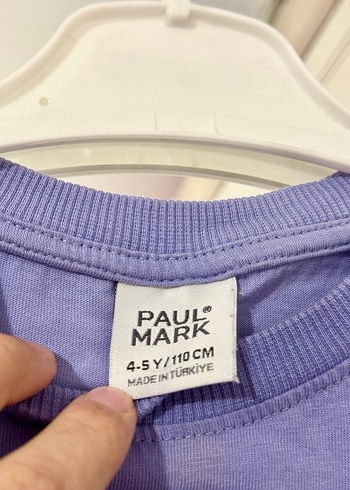 PAUL®
MARK
4-5 Y/110 CM
MADE IN TÜRKİYE